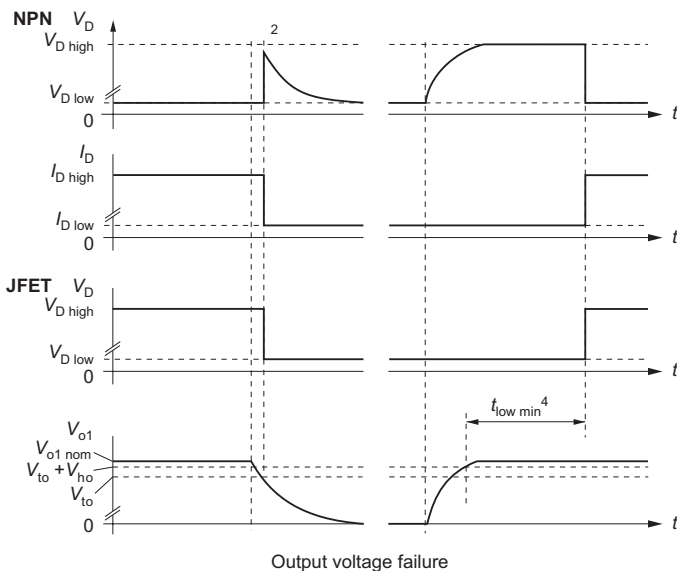 NPN V_D
2
V_D high
V_D low
0
t
I_D
I_D high
I_D low
0
t
JFET V_D
V_D high
V_D low
0
t
t_low min 4
V_o1
V_o1 nom
V_to + V_ho
V_to
0
t
Output voltage failure